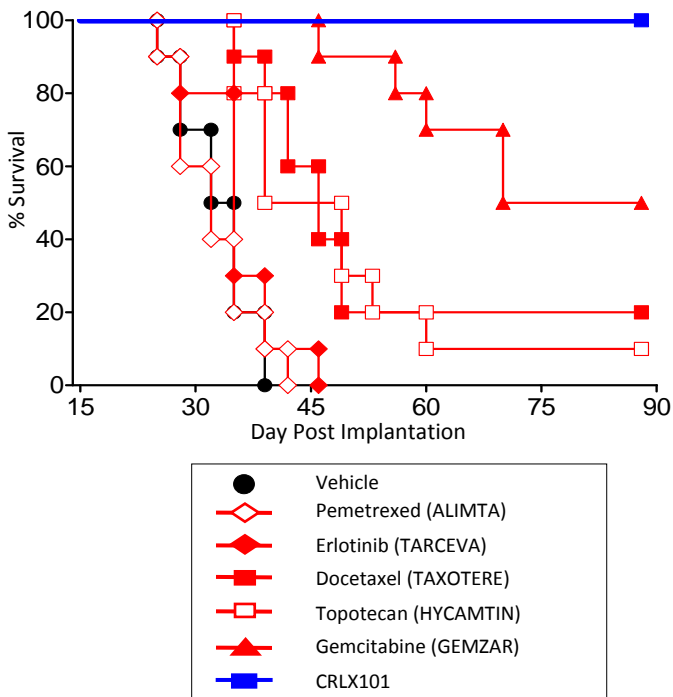 100
80
60
40
20
0
% Survival
15 30 45 60 75 90
Day Post Implantation
Vehicle
Pemetrexed (ALIMTA)
Erlotinib (TARCEVA)
Docetaxel (TAXOTERE)
Topotecan (HYCAMTIN)
Gemcitabine (GEMZAR)
CRLX101